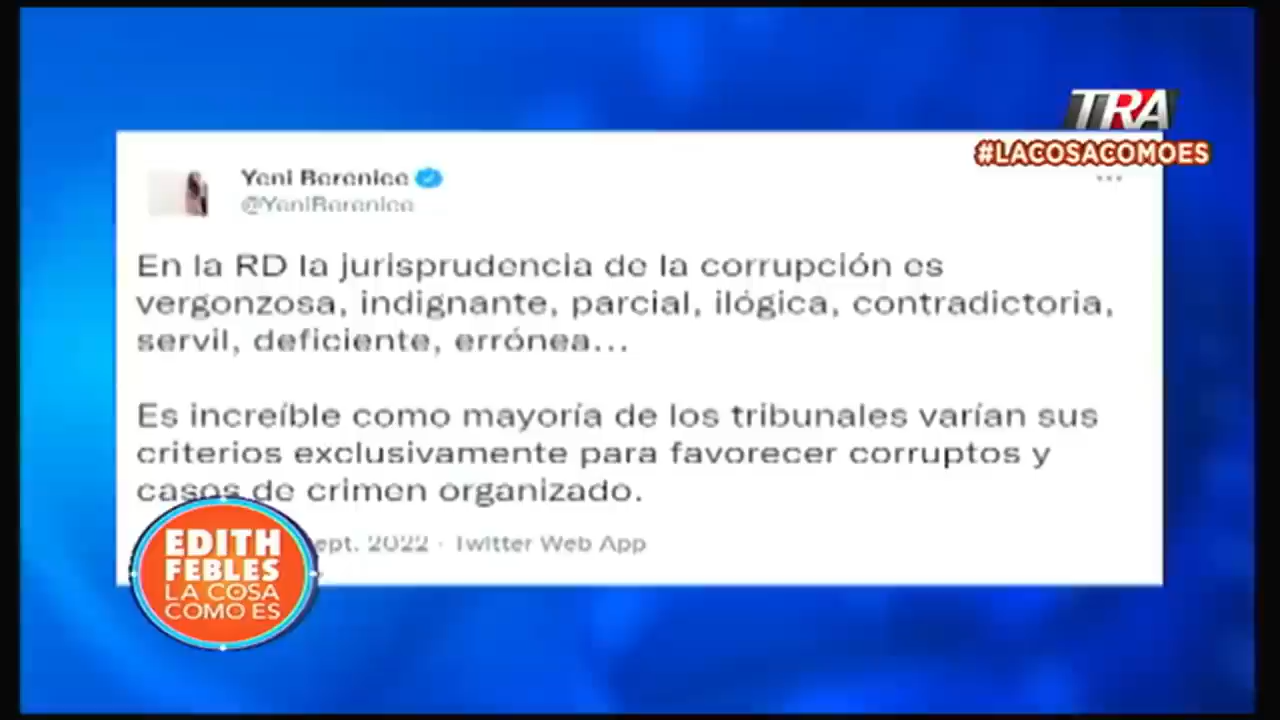 TRA
#LACOSACOMOES
Yeni Berenice
@YeniBerenice
En la RD la jurisprudencia de la corrupción es
vergonzosa, indignante, parcial, ilógica, contradictoria,
servil, deficiente, errónea...
Es increíble como mayoría de los tribunales varían sus
criterios exclusivamente para favorecer corruptos y
casos de crimen organizado.
ept. 2022 · Twitter Web App
EDITH
FEBLES
LA COSA
COMO ES